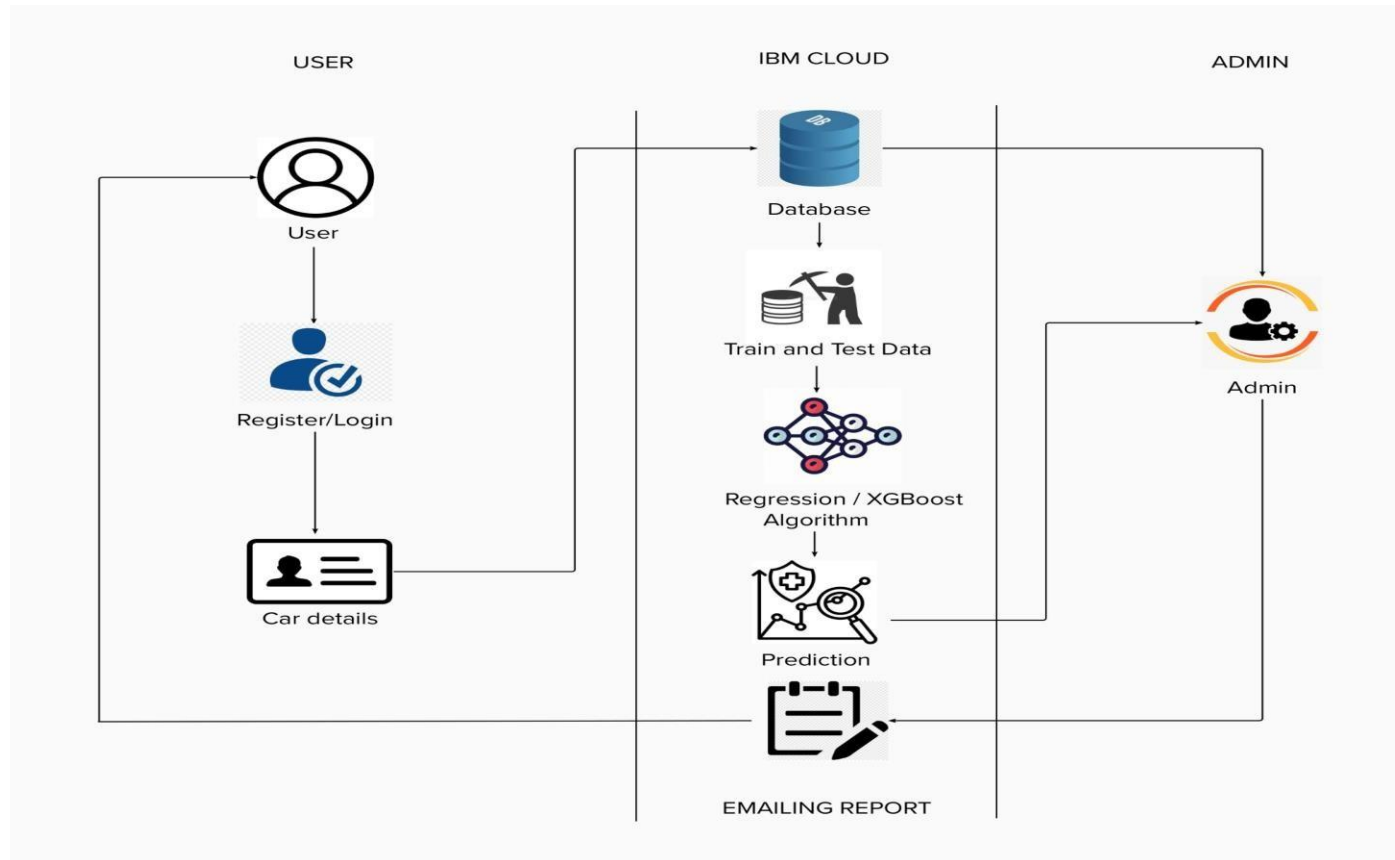 USER
IBM CLOUD
ADMIN
DB
Database
User
Train and Test Data
Admin
Register/Login
Regression / XGBoost
Algorithm
Car details
Prediction
EMAILING REPORT